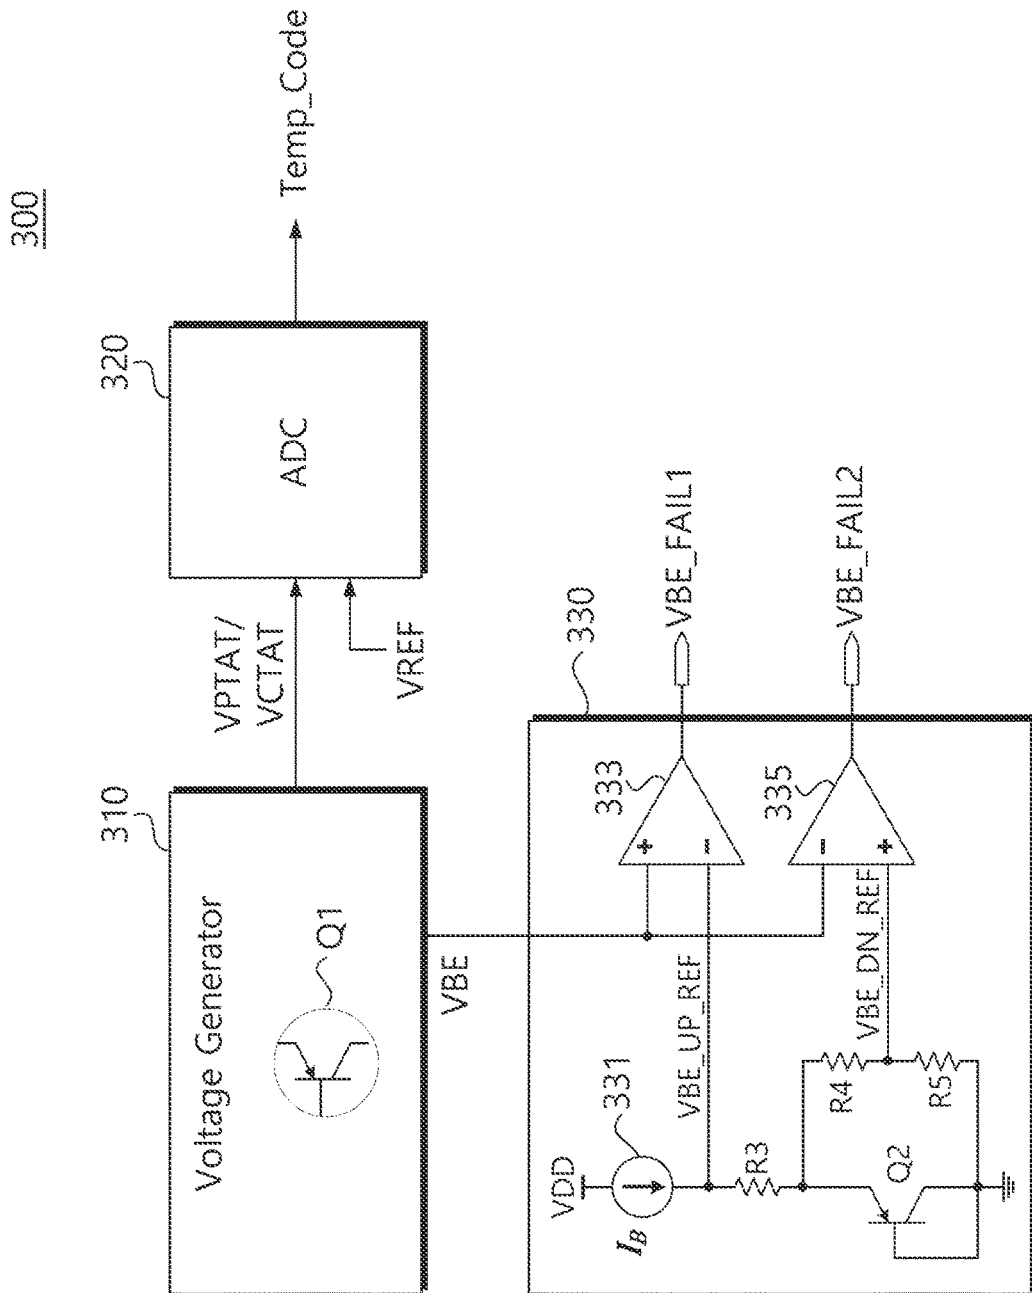 300
310
Voltage Generator
Q1
VPTAT/
VCTAT
VREF
320
ADC
Temp_Code
VBE
330
VDD
331
I_B
VBE_UP_REF
R3
R4
R5
Q2
VBE_DN_REF
333
+
-
335
-
+
VBE_FAIL1
VBE_FAIL2